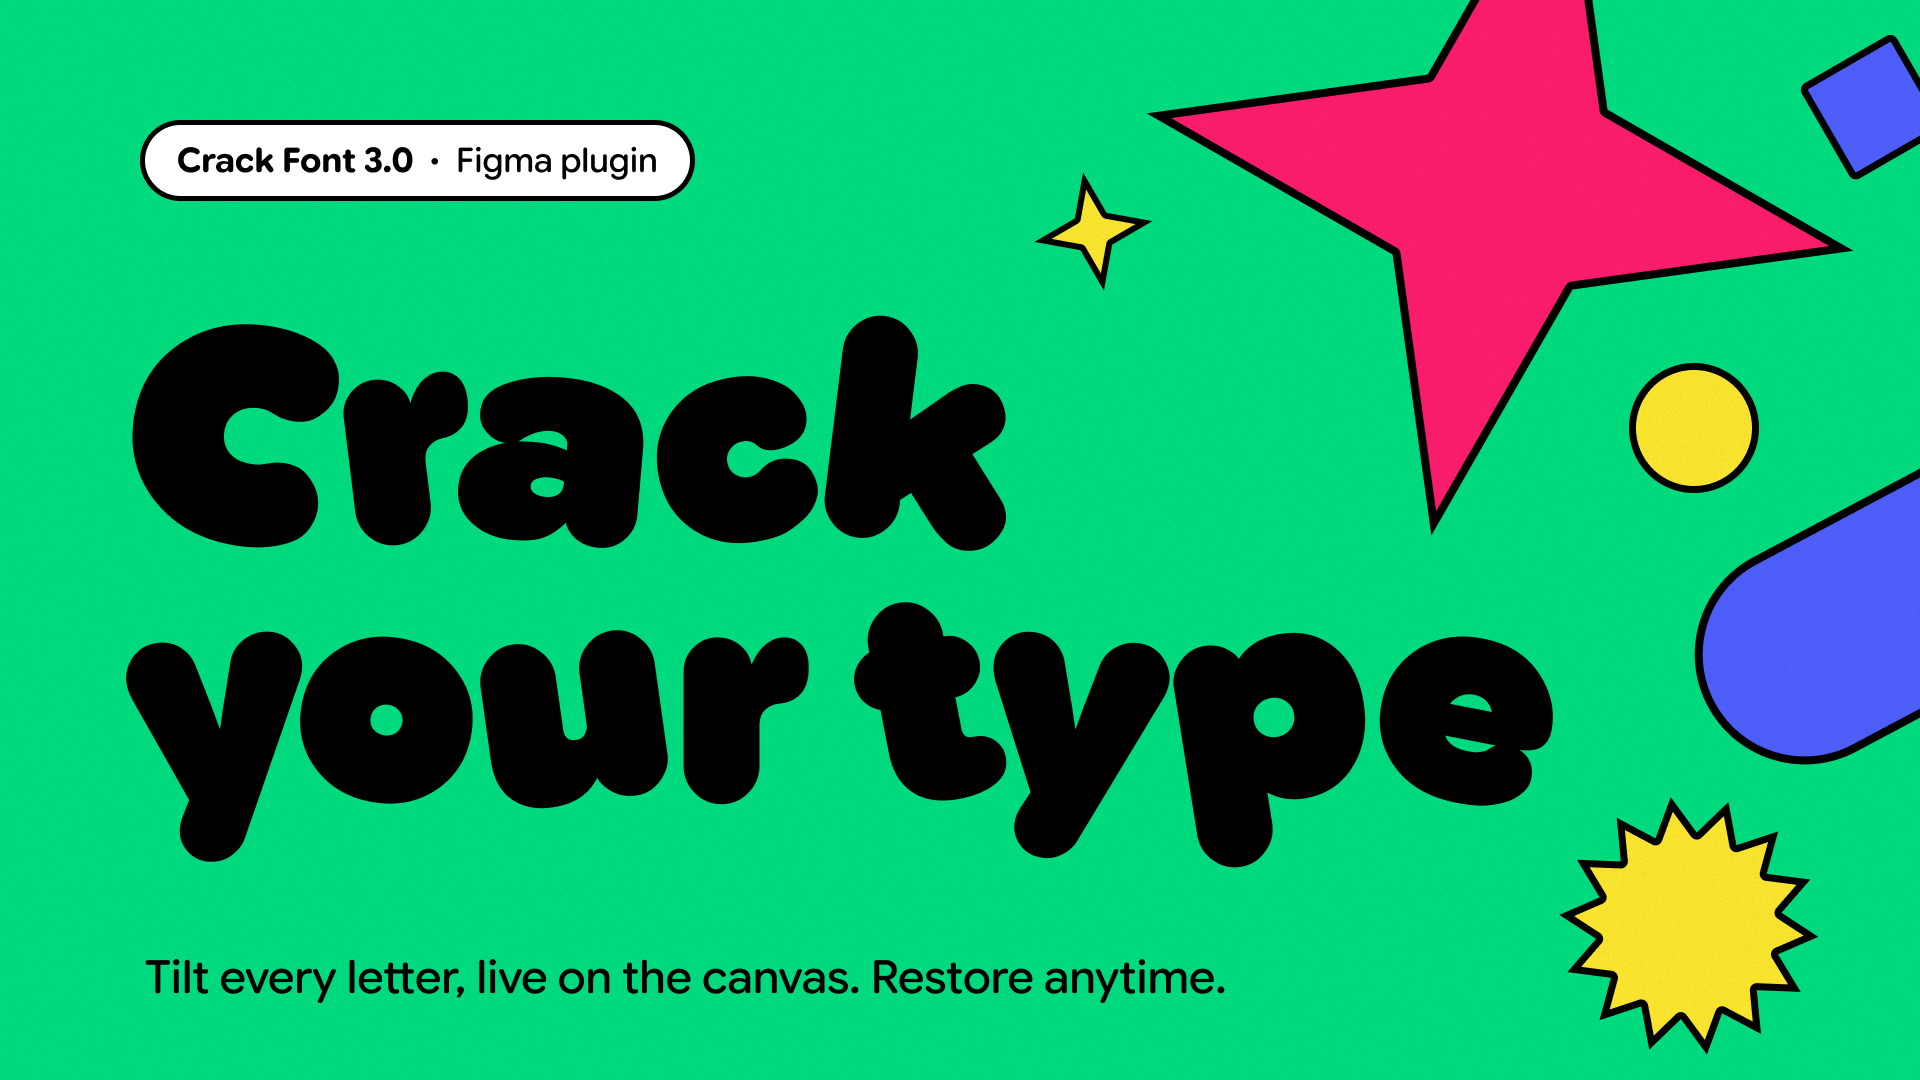 Crack Font 3.0 • Figma plugin
Crack
your type
Tilt every letter, live on the canvas. Restore anytime.